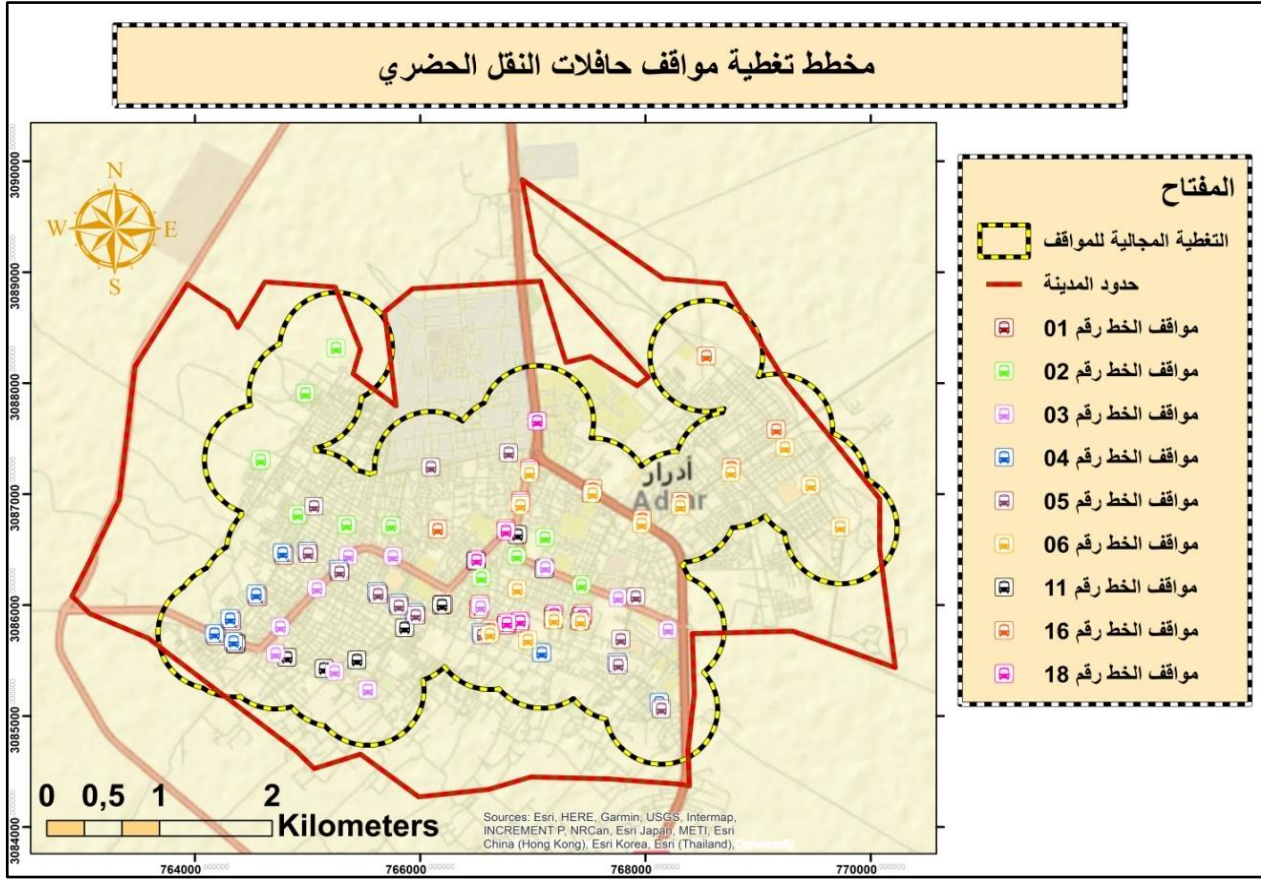 مخطط تغطية مواقف حافلات النقل الحضري
N
W E
S
3090000
3089000
3088000
3087000
3086000
3085000
3084000
أدرار
Adrar
0 0,5 1 2
Kilometers
Sources: Esri, HERE, Garmin, USGS, Intermap,
INCREMENT P, NRCan, Esri Japan, METI, Esri
China (Hong Kong), Esri Korea, Esri (Thailand),
764000 766000 768000 770000
المفتاح
التغطية المجالية للمواقف
حدود المدينة
مواقف الخط رقم 01
مواقف الخط رقم 02
مواقف الخط رقم 03
مواقف الخط رقم 04
مواقف الخط رقم 05
مواقف الخط رقم 06
مواقف الخط رقم 11
مواقف الخط رقم 16
مواقف الخط رقم 18